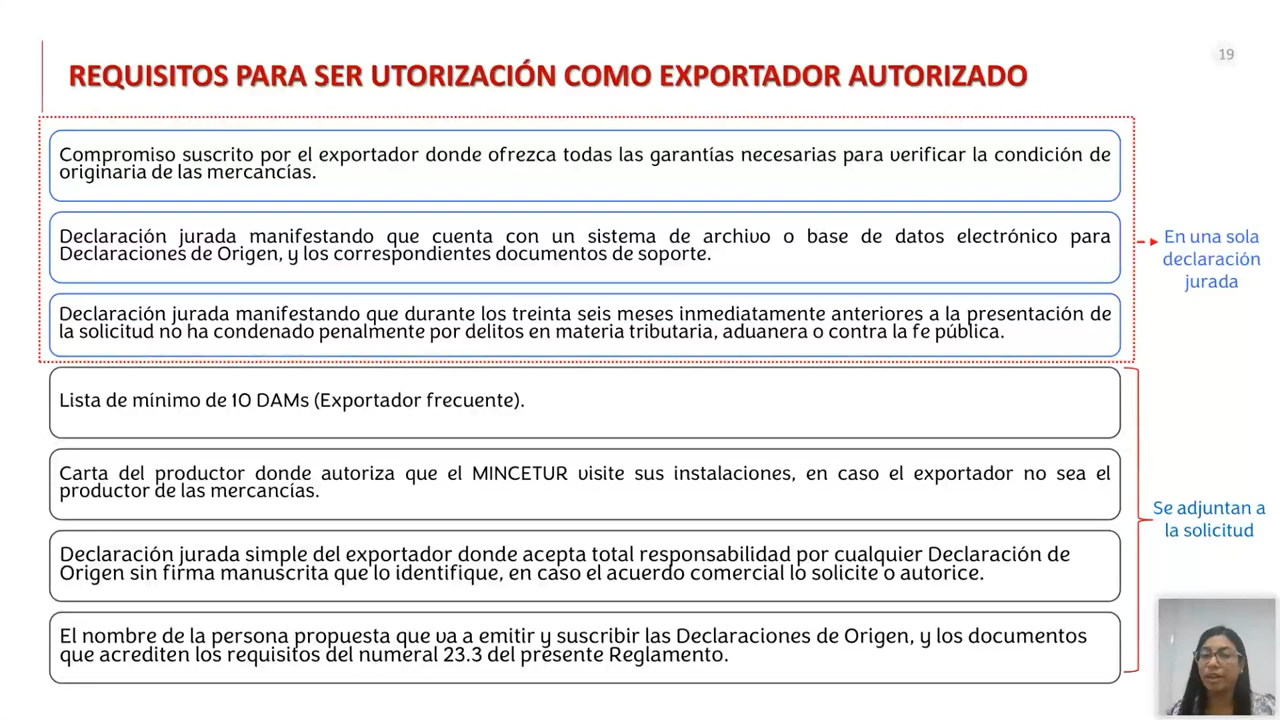 19
REQUISITOS PARA SER UTORIZACIÓN COMO EXPORTADOR AUTORIZADO
Compromiso suscrito por el exportador donde ofrezca todas las garantías necesarias para verificar la condición de
originaria de las mercancías.
Declaración jurada manifestando que cuenta con un sistema de archivo o base de datos electrónico para
Declaraciones de Origen, y los correspondientes documentos de soporte.
Declaración jurada manifestando que durante los treinta seis meses inmediatamente anteriores a la presentación de
la solicitud no ha condenado penalmente por delitos en materia tributaria, aduanera o contra la fe pública.
En una sola
declaración
jurada
Lista de mínimo de 10 DAMs (Exportador frecuente).
Carta del productor donde autoriza que el MINCETUR visite sus instalaciones, en caso el exportador no sea el
productor de las mercancías.
Declaración jurada simple del exportador donde acepta total responsabilidad por cualquier Declaración de
Origen sin firma manuscrita que lo identifique, en caso el acuerdo comercial lo solicite o autorice.
El nombre de la persona propuesta que va a emitir y suscribir las Declaraciones de Origen, y los documentos
que acrediten los requisitos del numeral 23.3 del presente Reglamento.
Se adjuntan a
la solicitud